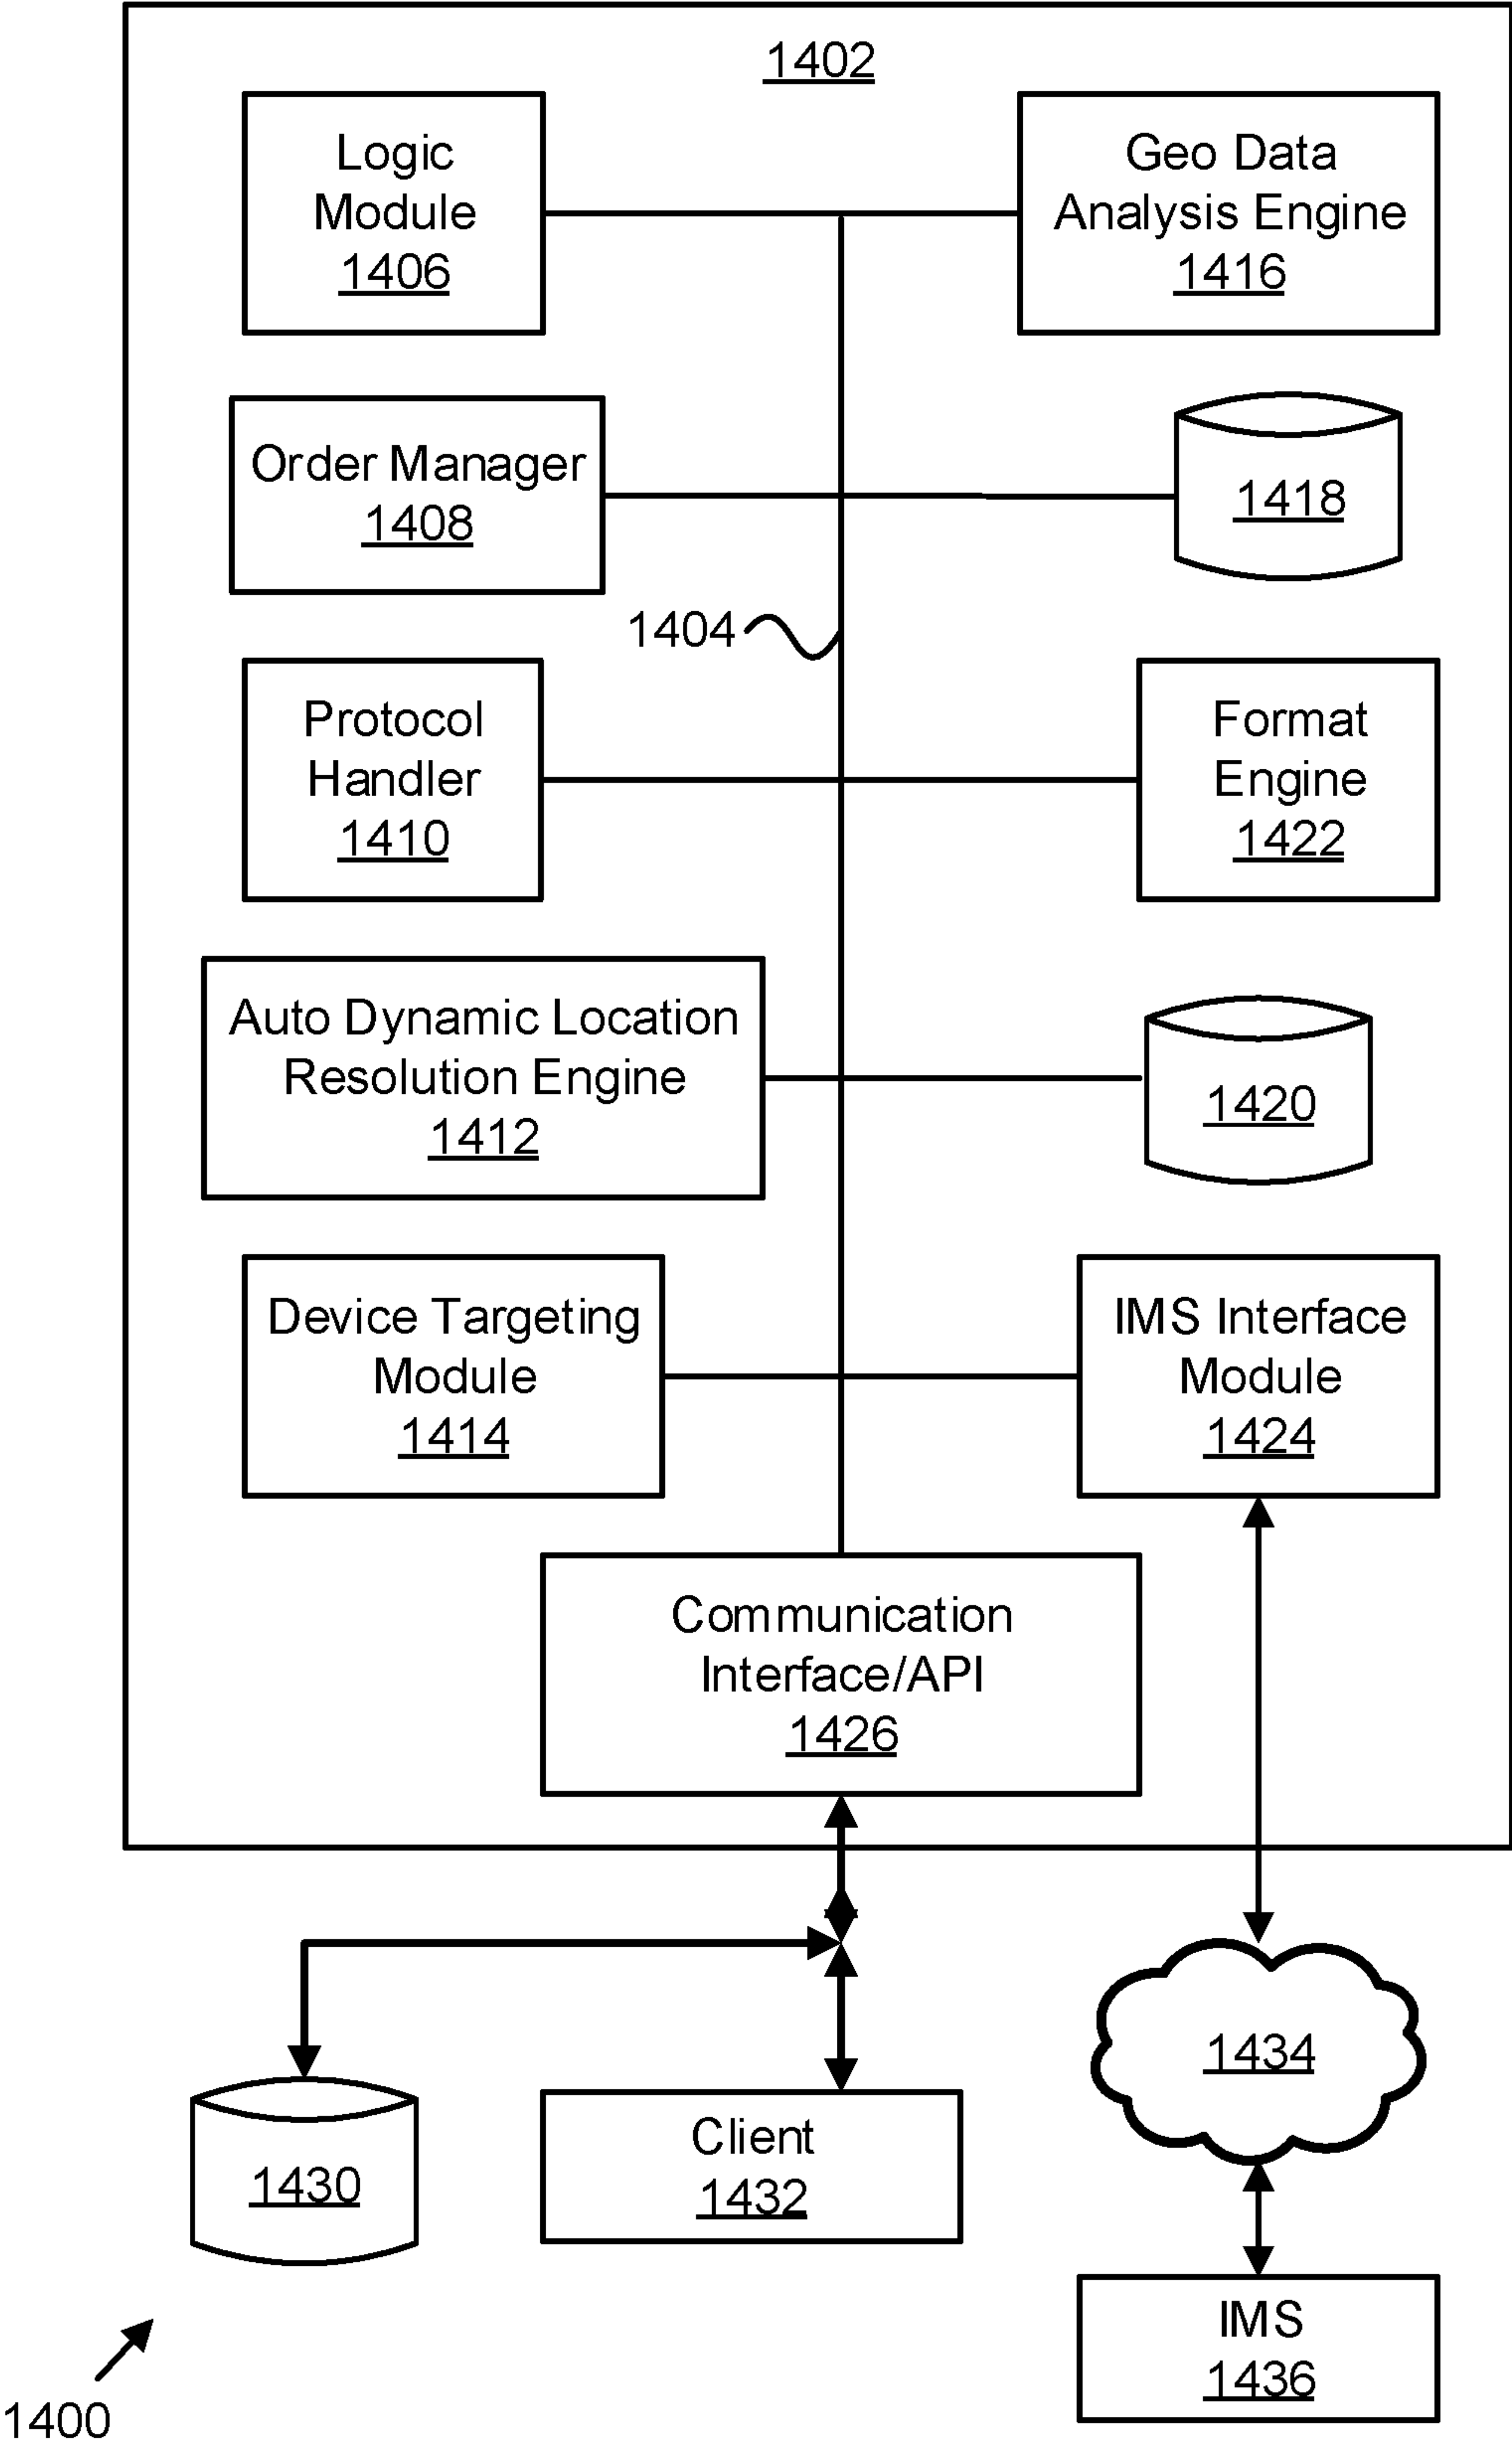 1402
Logic
Module
1406
Geo Data
Analysis Engine
1416
Order Manager
1408
1418
1404
Protocol
Handler
1410
Format
Engine
1422
Auto Dynamic Location
Resolution Engine
1412
1420
Device Targeting
Module
1414
IMS Interface
Module
1424
Communication
Interface/API
1426
1434
1430
Client
1432
IMS
1436
1400